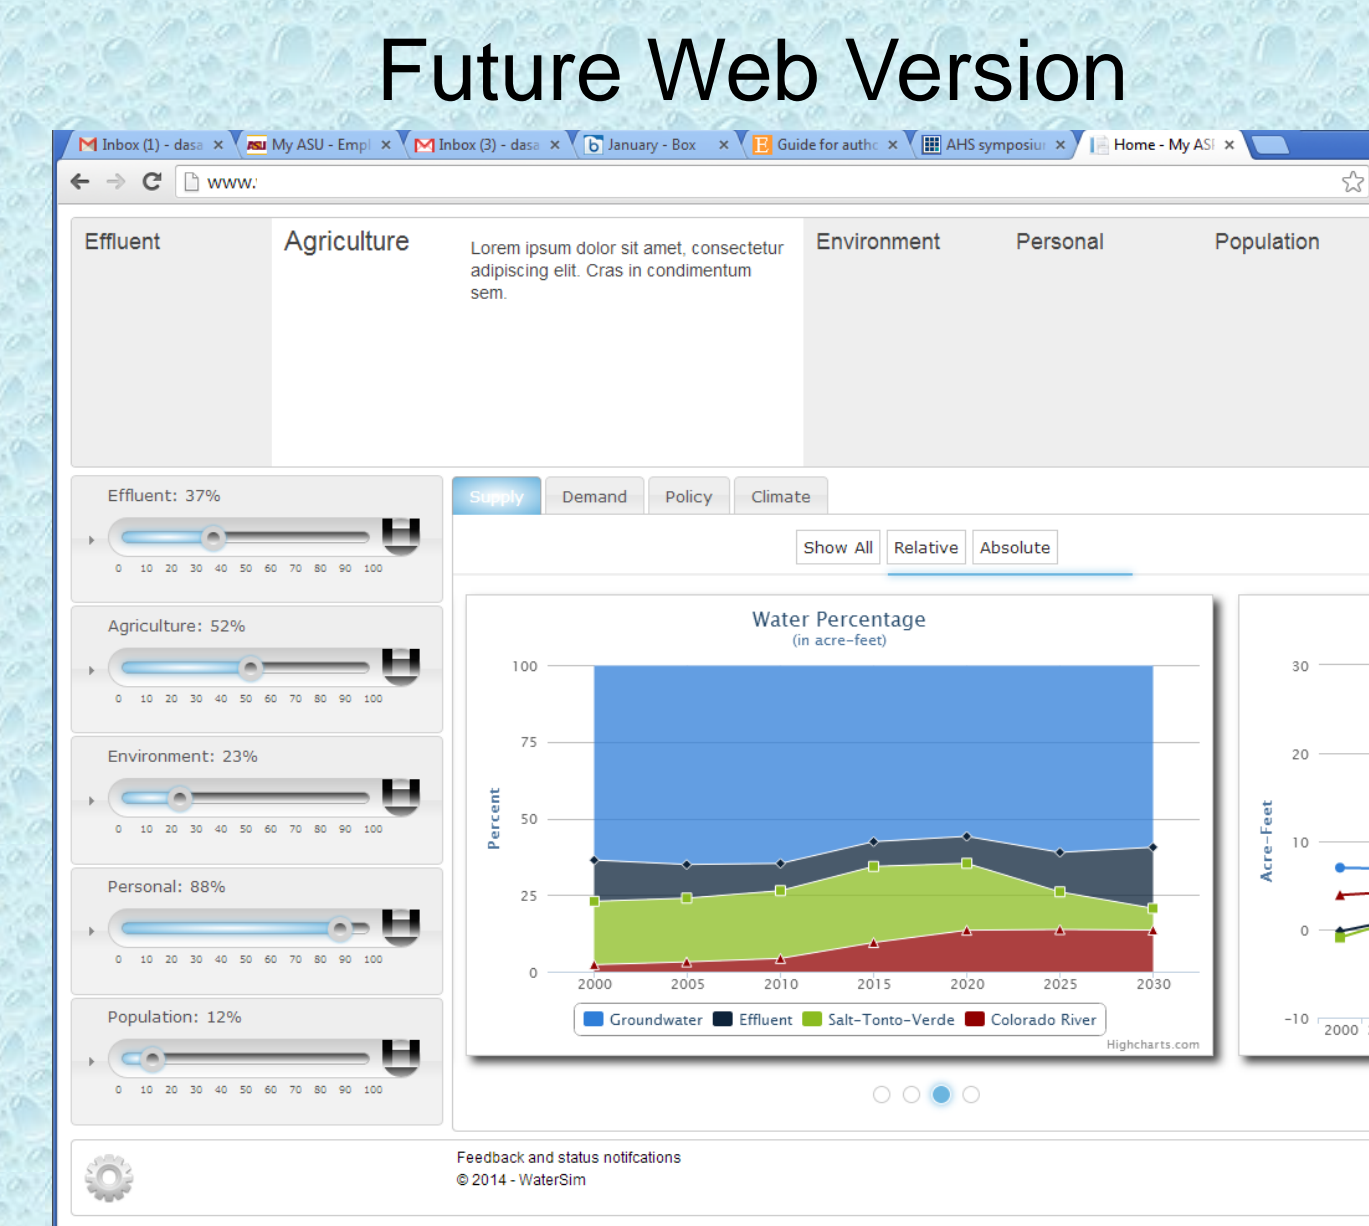 Future Web Version
Inbox (1) - dasa
My ASU - Empl
Inbox (3) - dasa
January - Box
Guide for autho
AHS symposiu
Home - My ASP
www.
Effluent
Agriculture
Lorem ipsum dolor sit amet, consectetur
adipiscing elit. Cras in condimentum
sem.
Environment
Personal
Population
Effluent: 37%
0 10 20 30 40 50 60 70 80 90 100
Agriculture: 52%
0 10 20 30 40 50 60 70 80 90 100
Environment: 23%
0 10 20 30 40 50 60 70 80 90 100
Personal: 88%
0 10 20 30 40 50 60 70 80 90 100
Population: 12%
0 10 20 30 40 50 60 70 80 90 100
Supply Demand Policy Climate
Show All Relative Absolute
Water Percentage
(in acre-feet)
Percent
100
75
50
25
0
2000 2005 2010 2015 2020 2025 2030
Groundwater Effluent Salt-Tonto-Verde Colorado River
Highcharts.com
Acre-Feet
30
20
10
0
-10
2000
Feedback and status notifcations
© 2014 - WaterSim